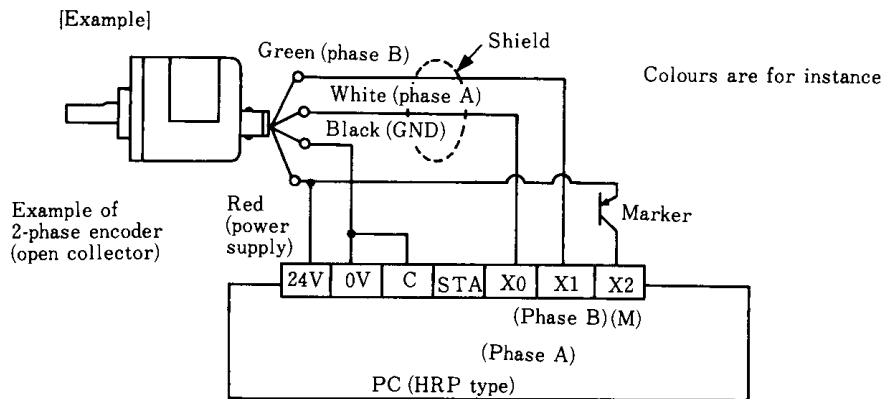 [Example]
Green (phase B)
Shield
Colours are for instance
White (phase A)
Black (GND)
Example of
2-phase encoder
(open collector)
Red
(power
supply)
Marker
24V 0V C STA X0 X1 X2
(Phase B) (M)
(Phase A)
PC (HRP type)